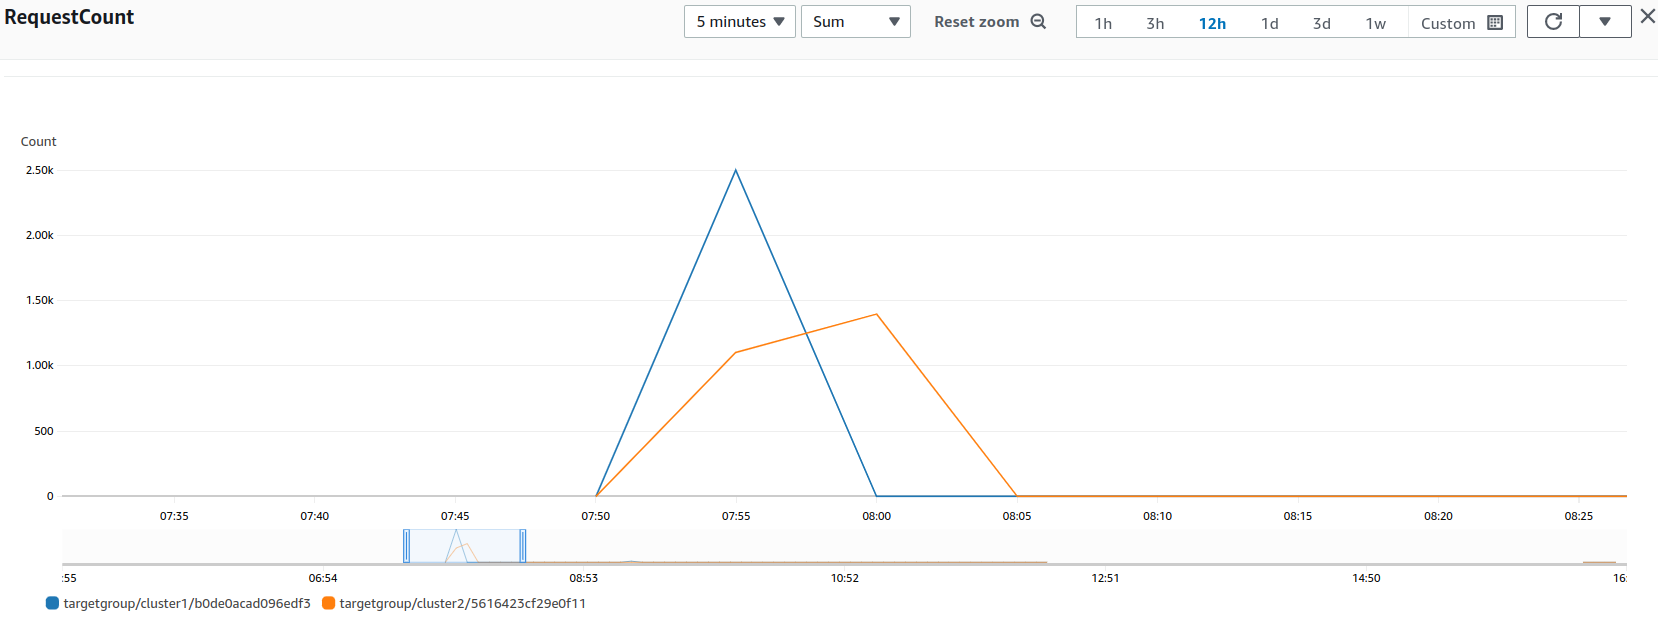 RequestCount
5 minutes Sum Reset zoom 1h 3h 12h 1d 3d 1w Custom
Count
2.50k
2.00k
1.50k
1.00k
500
0
07:35 07:40 07:45 07:50 07:55 08:00 08:05 08:10 08:15 08:20 08:25
:55 06:54 08:53 10:52 12:51 14:50 16:
targetgroup/cluster1/b0de0acad096edf3 targetgroup/cluster2/5616423cf29e0f11